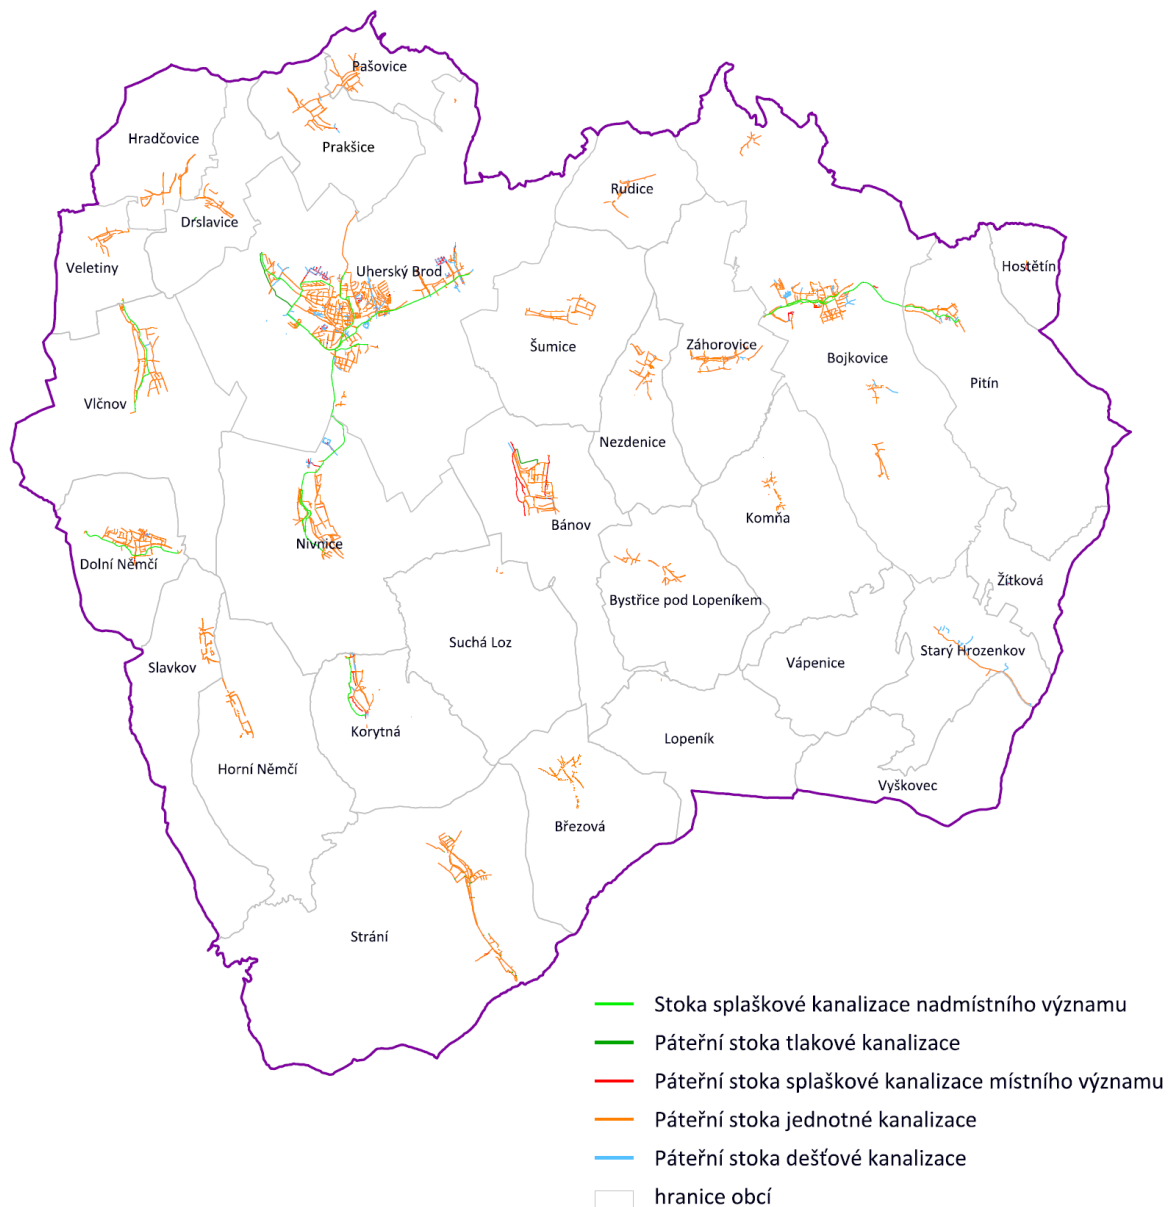 Pašovice
Hradčovice
Prakšice
Rudice
Drslavice
Veletiny
Uherský Brod
Hostětín
Šumice
Záhorovice
Bojkovice
Vlčnov
Pitín
Nezdenice
Bánov
Komňa
Nivnice
Dolní Němčí
Žítková
Bystřice pod Lopeníkem
Suchá Loz
Starý Hrozenkov
Slavkov
Vápenice
Korytná
Lopeník
Horní Němčí
Vyškovec
Březová
Strání
Stoka splaškové kanalizace nadmístního významu
Páteřní stoka tlakové kanalizace
Páteřní stoka splaškové kanalizace místního významu
Páteřní stoka jednotné kanalizace
Páteřní stoka dešťové kanalizace
hranice obcí